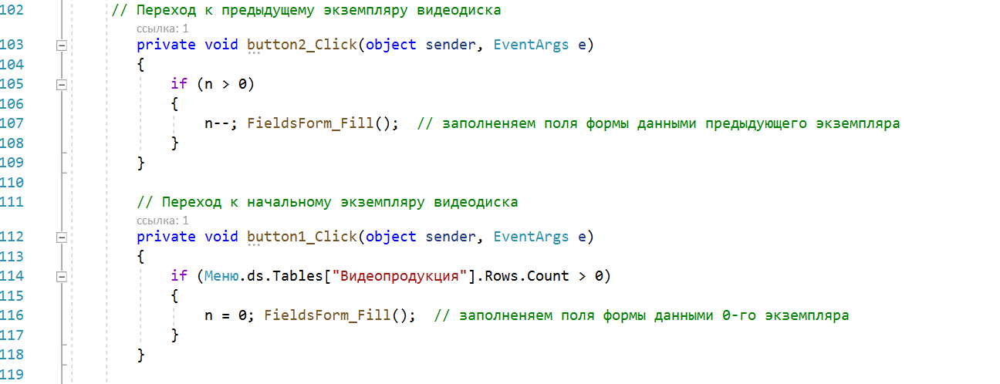 102 // Переход к предыдущему экземпляру видеодиска
ссылка: 1
103 private void button2_Click(object sender, EventArgs e)
104 {
105 if (n > 0)
106 {
107 n--; FieldsForm_Fill(); // заполненяем поля формы данными предыдующего экземпляра
108 }
109 }
110
111 // Переход к начальному экземпляру видеодиска
ссылка: 1
112 private void button1_Click(object sender, EventArgs e)
113 {
114 if (Меню.ds.Tables["Видеопродукция"].Rows.Count > 0)
115 {
116 n = 0; FieldsForm_Fill(); // заполненяем поля формы данными 0-го экземпляра
117 }
118 }
119